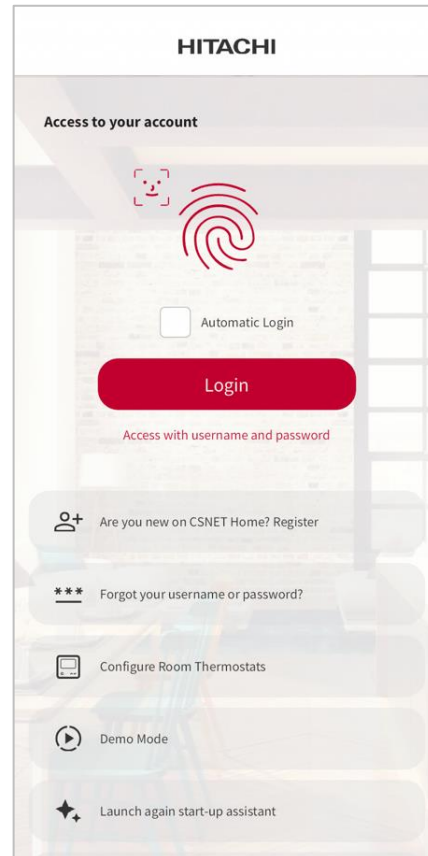 HITACHI
Access to your account
Automatic Login
Login
Access with username and password
Are you new on CSNET Home? Register
*** Forgot your username or password?
Configure Room Thermostats
Demo Mode
Launch again start-up assistant